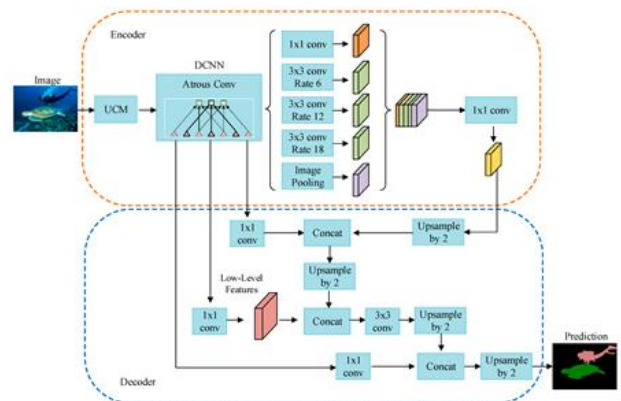 Encoder
Image
UCM
DCNN
Atrous Conv
1x1 conv
3x3 conv
Rate 6
3x3 conv
Rate 12
3x3 conv
Rate 18
Image
Pooling
1x1 conv
1x1
conv
Concat
Upsample
by 2
Upsample
by 2
Low-Level
Features
1x1
conv
Concat
3x3
conv
Upsample
by 2
Prediction
1x1
conv
Concat
Upsample
by 2
Decoder